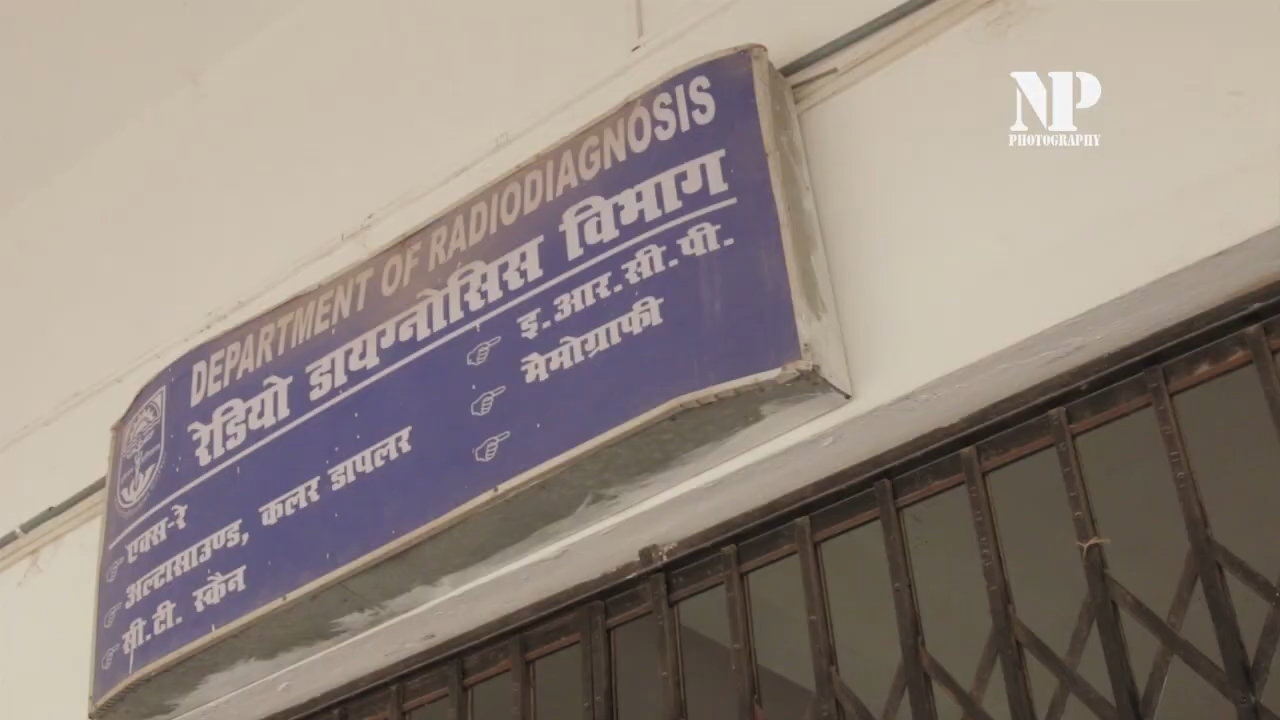 DEPARTMENT OF RADIODIAGNOSIS
रेडियो डायग्नोसिस विभाग
एक्स-रे
अल्टासाउण्ड, कलर डापलर
सी.टी. स्कैन
इ.आर.सी.पी.
मेमोग्राफी
NP
PHOTOGRAPHY